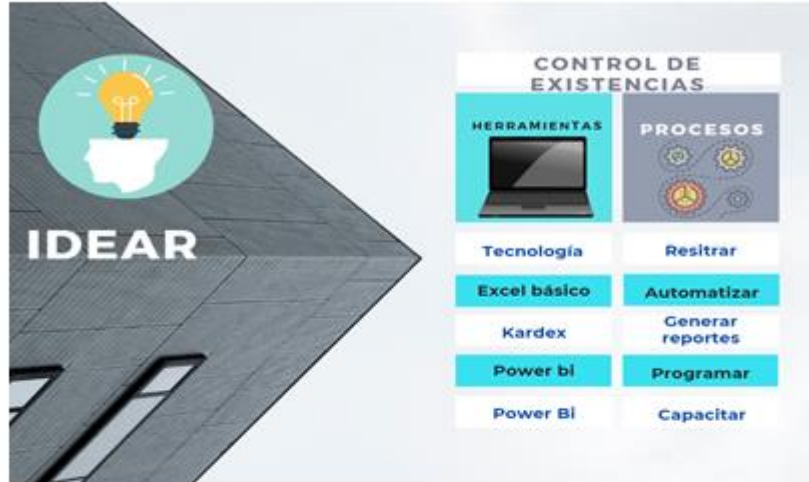 IDEAR
CONTROL DE
EXISTENCIAS
HERRAMIENTAS
PROCESOS
Tecnología
Resitrar
Excel básico
Automatizar
Kardex
Generar
reportes
Power bi
Programar
Power Bi
Capacitar